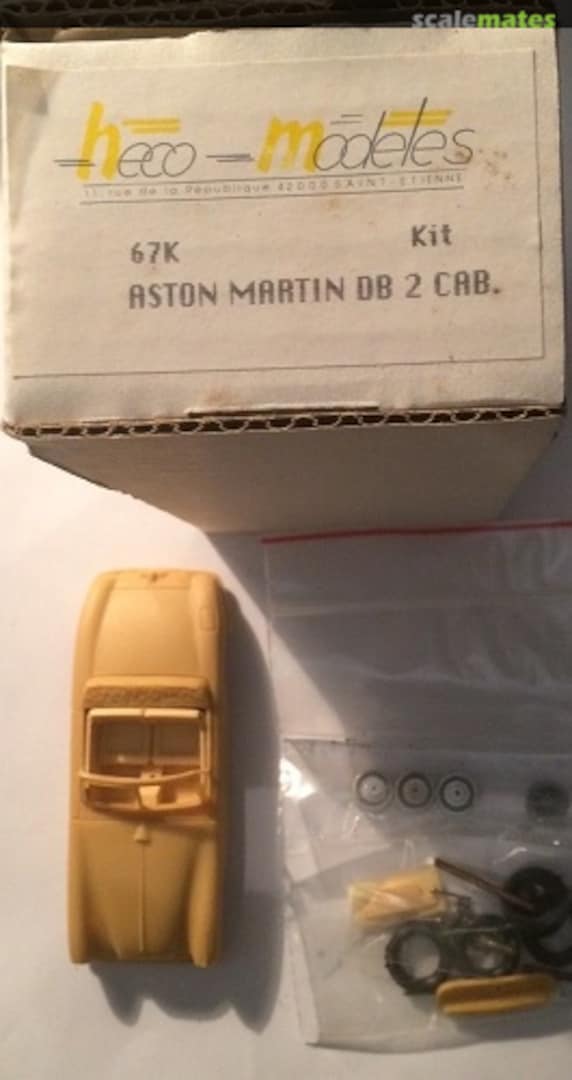 scalemates
heco-modeles
11, rue de la République 42000 SAINT-ETIENNE
67K Kit
ASTON MARTIN DB 2 CAB.